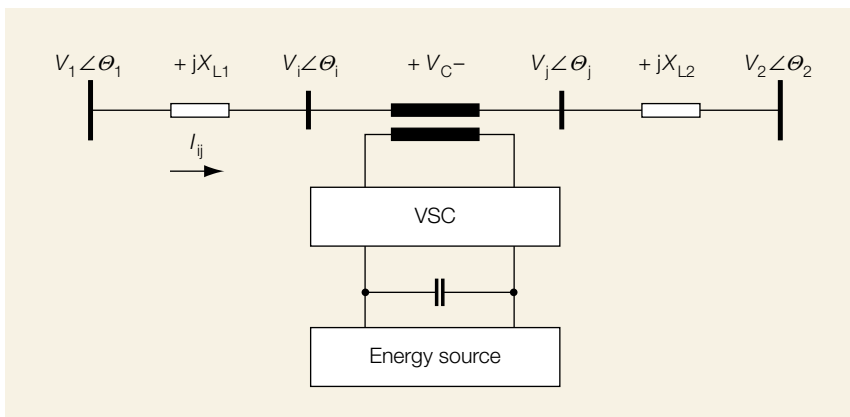 V1∠Θ1 + jXL1 Vi∠Θi + VC– Vj∠Θj + jXL2 V2∠Θ2
Iij
VSC
Energy source